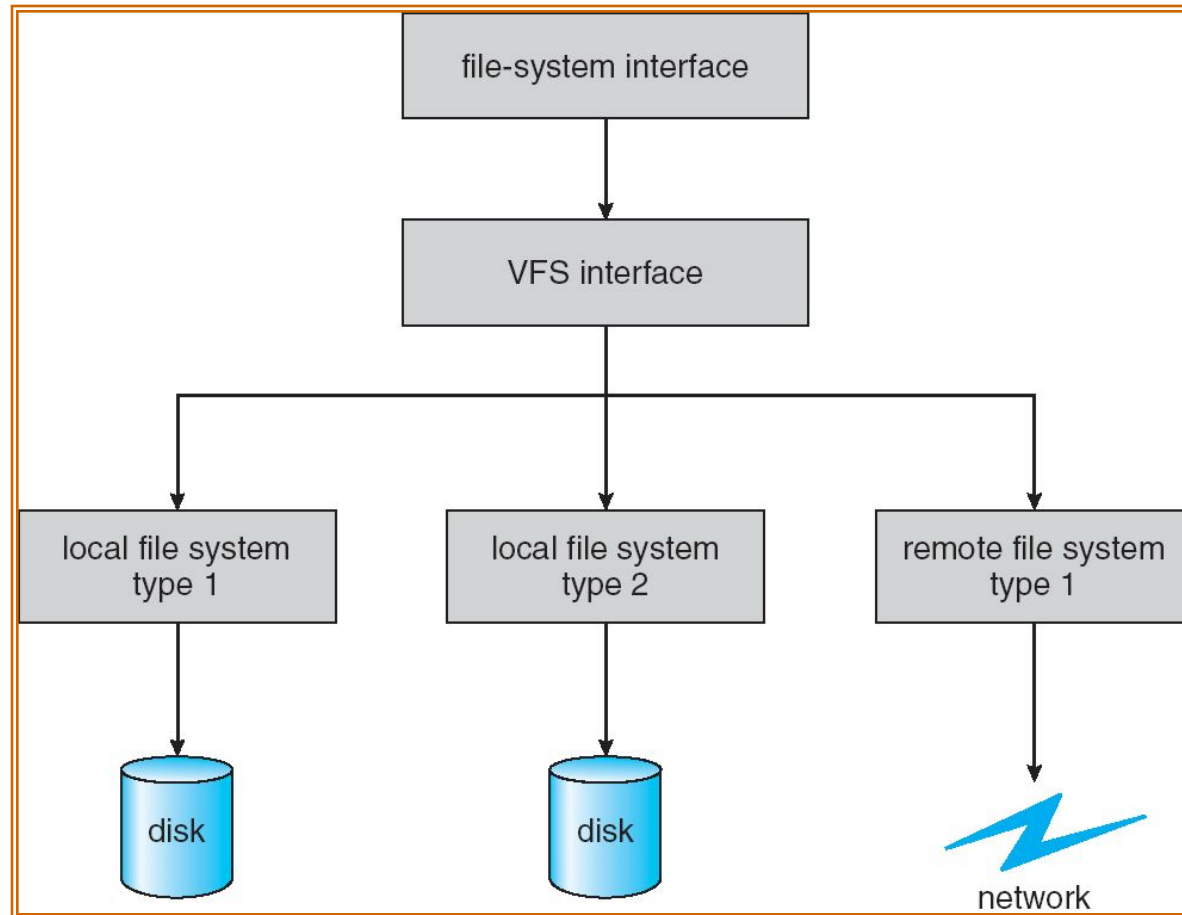 file-system interface
VFS interface
local file system
type 1
local file system
type 2
remote file system
type 1
disk
disk
network